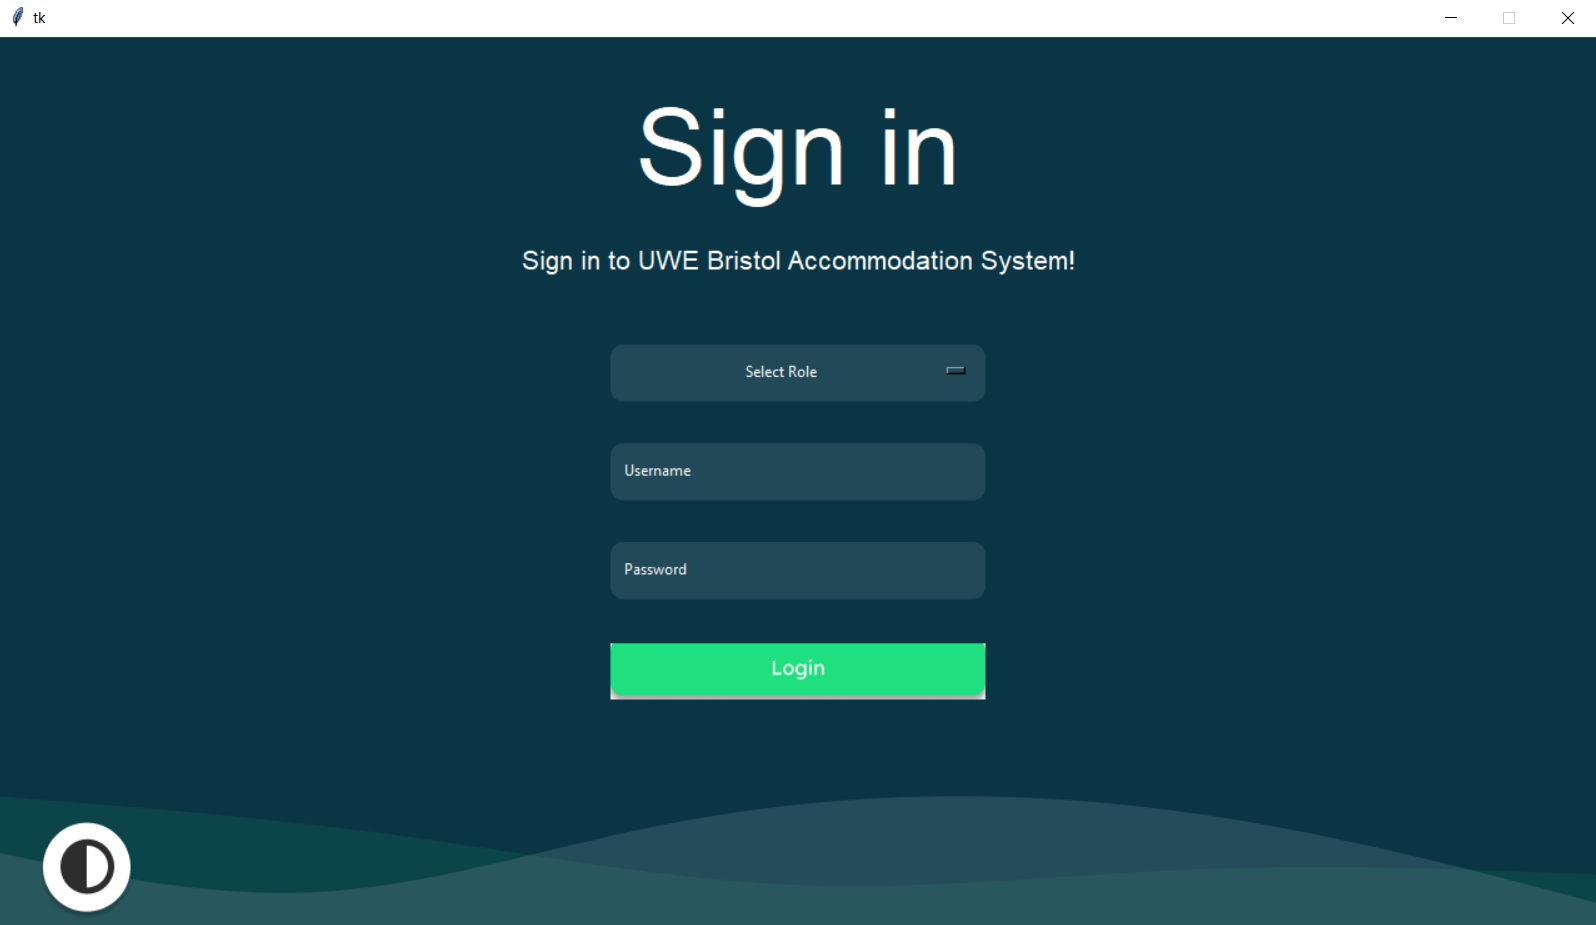 tk
Sign in
Sign in to UWE Bristol Accommodation System!
Select Role
Username
Password
Login